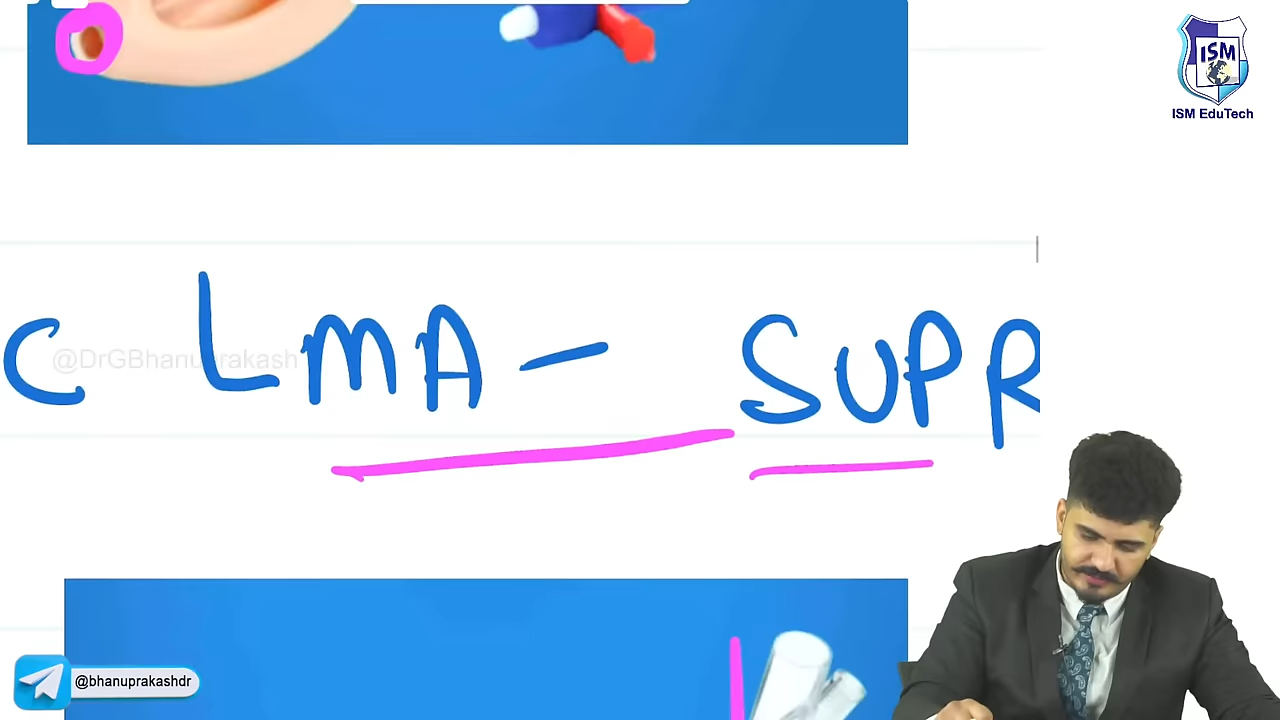 ISM
ISM EduTech
C LMA - SUPR
@DrGBhanuprakash
@bhanuprakashdr